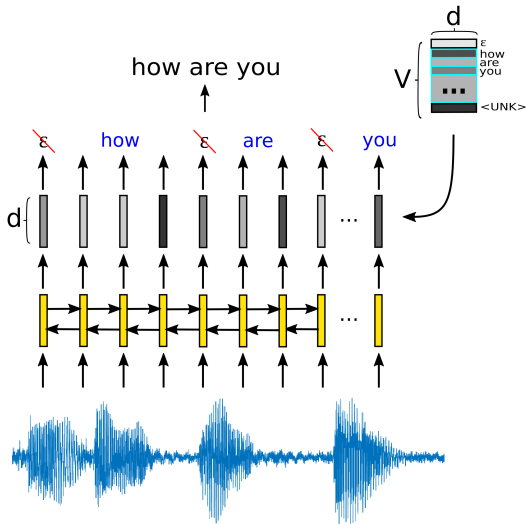 d
ε
how
are
you
V
...
<UNK>
how are you
ε how ε are ε you
d
...
...